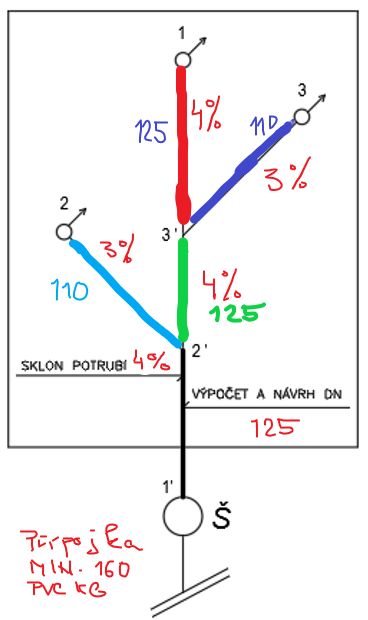 1
3
125
4%
110
3%
2
3'
3%
4%
110
125
2'
SKLON POTRUBÍ 4%
VÝPOČET A NÁVRH DN
125
1'
Š
Přípojka
MIN. 160
PVC KG